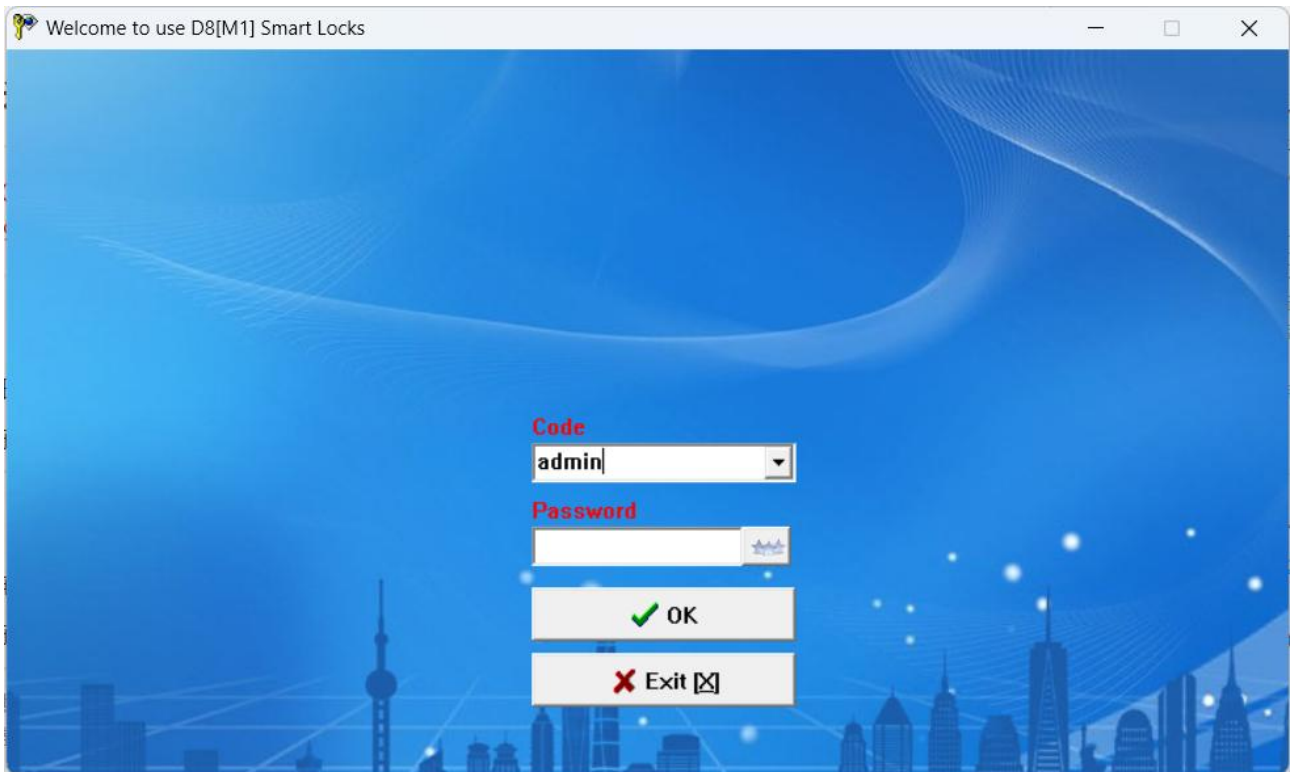 Welcome to use D8[M1] Smart Locks
Code
admin
Password
OK
Exit [X]